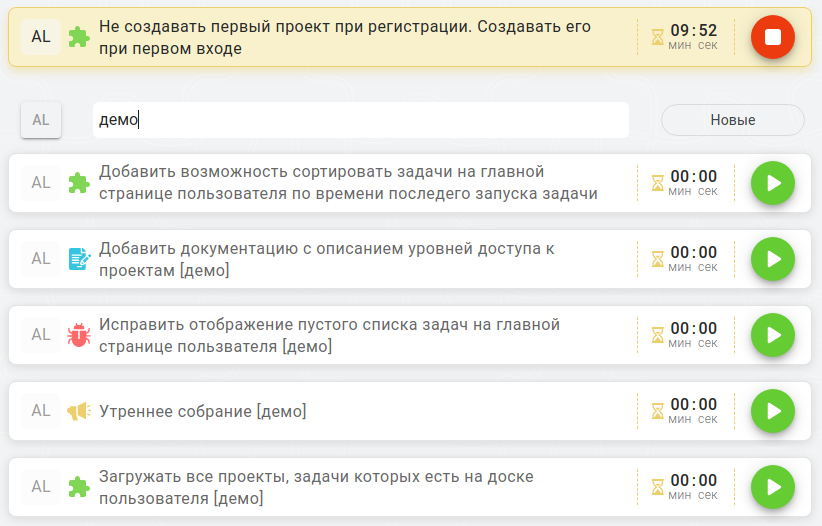 AL
Не создавать первый проект при регистрации. Создавать его
при первом входе
09:52
мин сек
AL
демо
Новые
AL
Добавить возможность сортировать задачи на главной
странице пользователя по времени последего запуска задачи
00:00
мин сек
AL
Добавить документацию с описанием уровней доступа к
проектам [демо]
00:00
мин сек
AL
Исправить отображение пустого списка задач на главной
странице пользвателя [демо]
00:00
мин сек
AL
Утреннее собрание [демо]
00:00
мин сек
AL
Загружать все проекты, задачи которых есть на доске
пользователя [демо]
00:00
мин сек